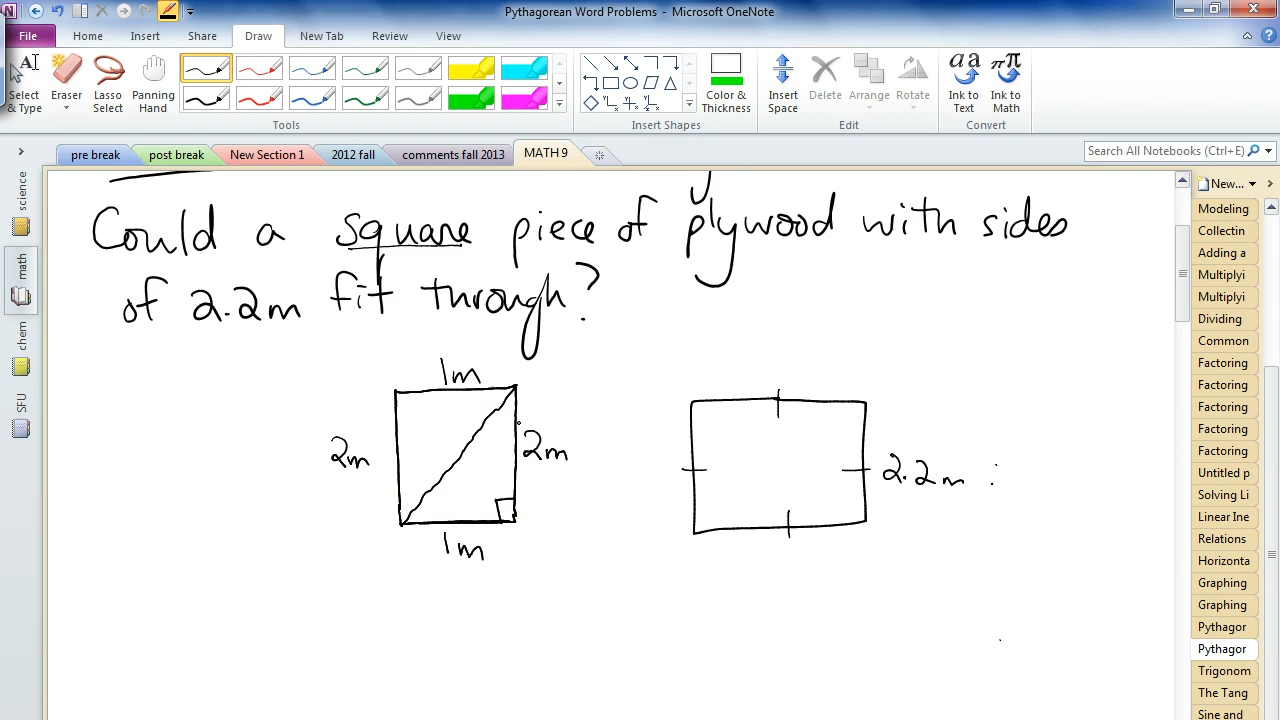 Pythagorean Word Problems - Microsoft OneNote
File Home Insert Share Draw New Tab Review View
Select & Type
Eraser
Lasso Select
Panning Hand
Color & Thickness
Insert Space
Delete
Arrange
Rotate
Ink to Text
Ink to Math
Tools
Insert Shapes
Edit
Convert
pre break
post break
New Section 1
2012 fall
comments fall 2013
MATH 9
Search All Notebooks (Ctrl+E)
science
math
chem
SFU
Could a square piece of plywood with sides
of 2.2m fit through?
1m
2m
2m
1m
2.2m
New...
Modeling
Collectin
Adding a
Multiplyi
Multiplyi
Dividing
Common
Factoring
Factoring
Factoring
Factoring
Factoring
Untitled p
Solving Li
Linear Ine
Relations
Horizonta
Graphing
Graphing
Pythagor
Pythagor
Trigonom
The Tang
Sine and